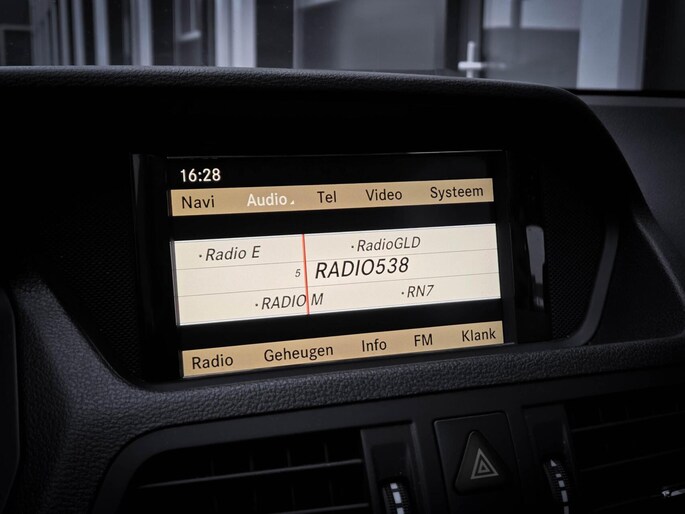 16:28
Navi Audio Tel Video Systeem
Radio E RadioGLD
5 RADIO538
RADIO M RN7
Radio Geheugen Info FM Klank